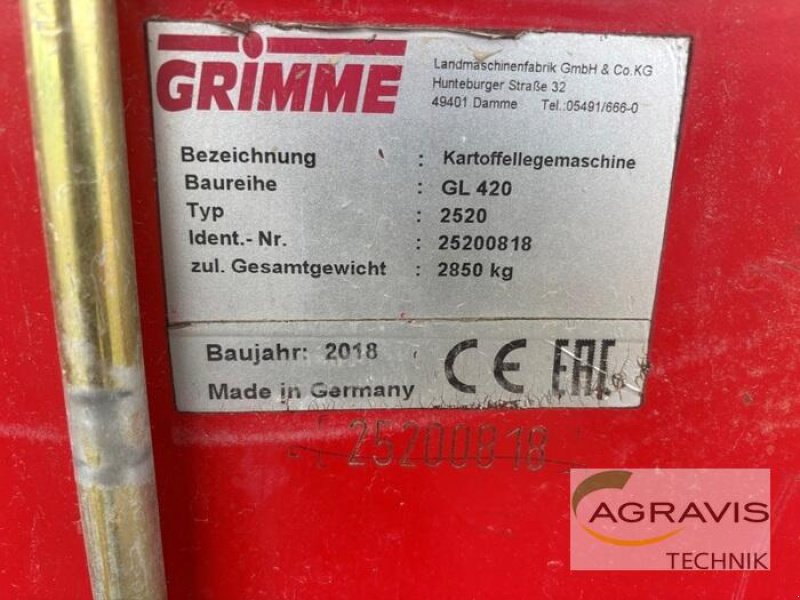 GRIMME
Landmaschinenfabrik GmbH & Co.KG
Hunteburger Straße 32
49401 Damme Tel.:05491/666-0
Bezeichnung : Kartoffellegemaschine
Baureihe : GL 420
Typ : 2520
Ident.- Nr. : 25200818
zul. Gesamtgewicht : 2850 kg
Baujahr: 2018
Made in Germany
CE EAC
25200818
AGRAVIS
TECHNIK